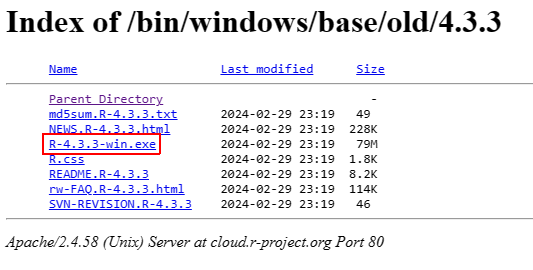 Index of /bin/windows/base/old/4.3.3
Name Last modified Size
Parent Directory -
md5sum.R-4.3.3.txt 2024-02-29 23:19 49
NEWS.R-4.3.3.html 2024-02-29 23:19 228K
R-4.3.3-win.exe 2024-02-29 23:19 79M
R.css 2024-02-29 23:19 1.8K
README.R-4.3.3 2024-02-29 23:19 8.2K
rw-FAQ.R-4.3.3.html 2024-02-29 23:19 114K
SVN-REVISION.R-4.3.3 2024-02-29 23:19 46
Apache/2.4.58 (Unix) Server at cloud.r-project.org Port 80